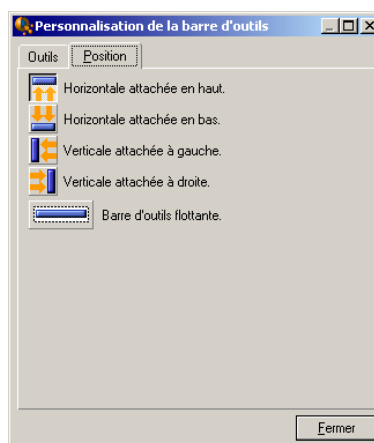 Personnalisation de la barre d'outils
Outils Position
Horizontale attachée en haut.
Horizontale attachée en bas.
Verticale attachée à gauche.
Verticale attachée à droite.
Barre d'outils flottante.
Fermer